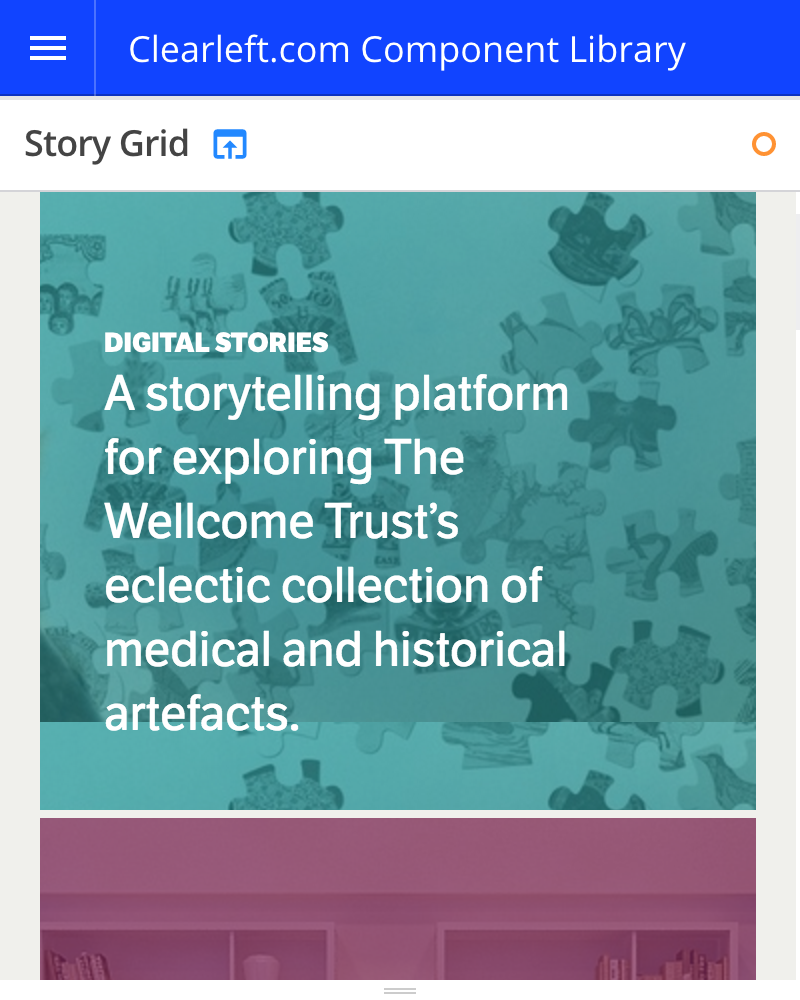 Clearleft.com Component Library
Story Grid
DIGITAL STORIES
A storytelling platform
for exploring The
Wellcome Trust’s
eclectic collection of
medical and historical
artefacts.